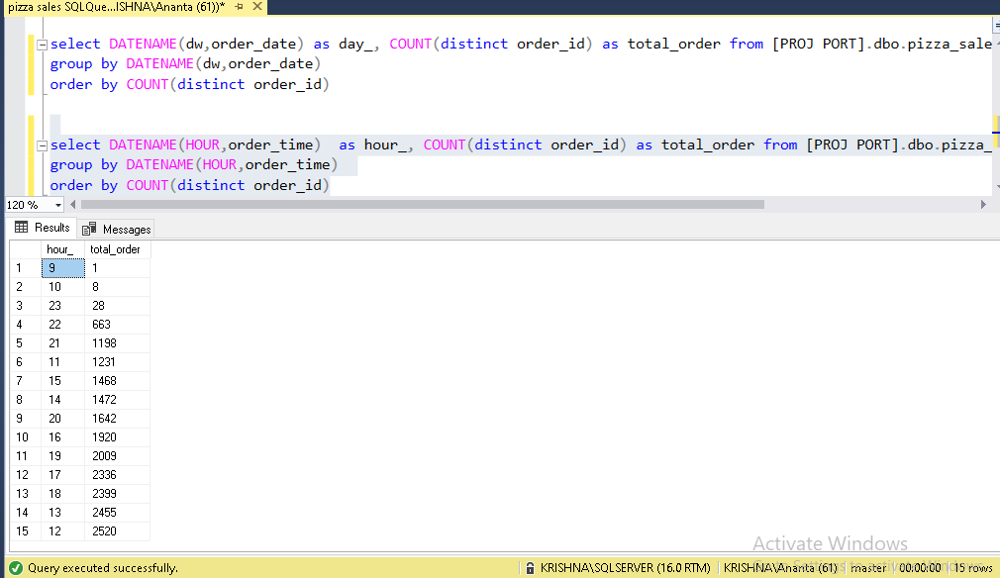 pizza sales SQLQue...ISHNA\Ananta (61))*
select DATENAME(dw,order_date) as day_, COUNT(distinct order_id) as total_order from [PROJ PORT].dbo.pizza_sale
group by DATENAME(dw,order_date)
order by COUNT(distinct order_id)
select DATENAME(HOUR,order_time)  as hour_, COUNT(distinct order_id) as total_order from [PROJ PORT].dbo.pizza_
group by DATENAME(HOUR,order_time)
order by COUNT(distinct order_id)
120 %
Results Messages
hour_ total_order
1 9 1
2 10 8
3 23 28
4 22 663
5 21 1198
6 11 1231
7 15 1468
8 14 1472
9 20 1642
10 16 1920
11 19 2009
12 17 2336
13 18 2399
14 13 2455
15 12 2520
Activate Windows
Query executed successfully. KRISHNA\SQLSERVER (16.0 RTM) KRISHNA\Ananta (61) master 00:00:00 15 rows